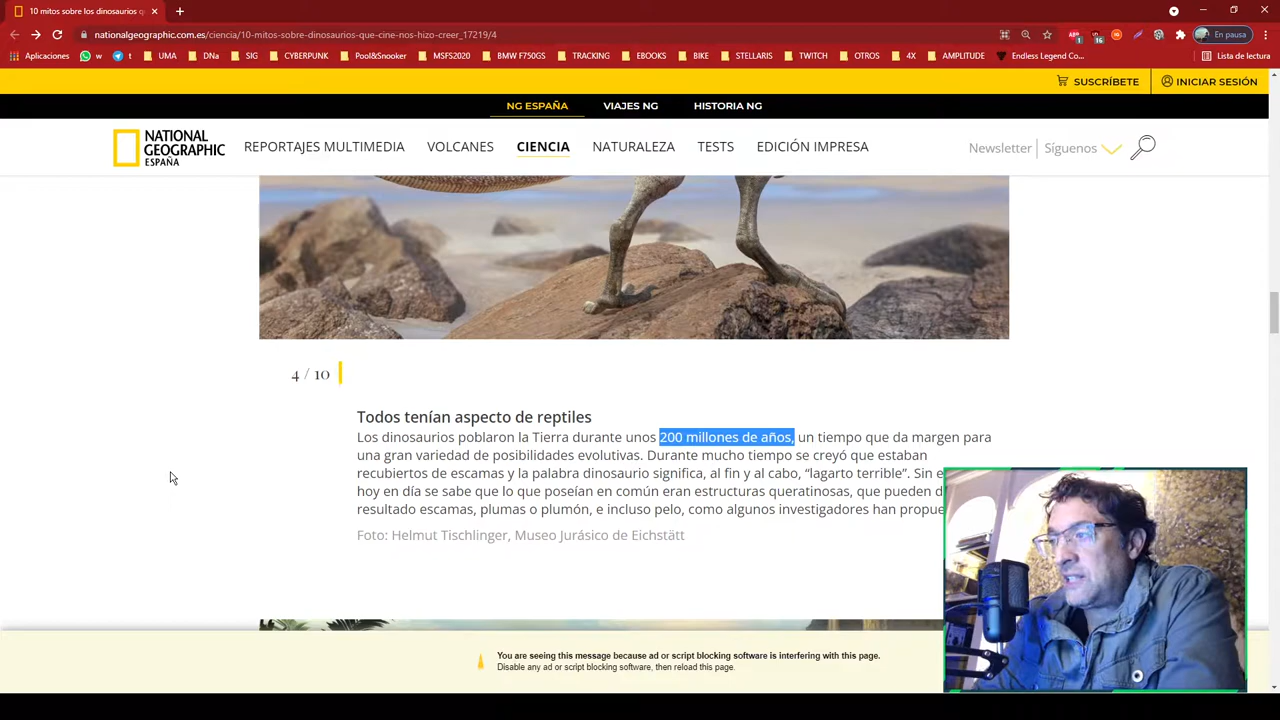 10 mitos sobre los dinosaurios q
nationalgeographic.com.es/ciencia/10-mitos-sobre-dinosaurios-que-cine-nos-hizo-creer_17219/4
En pausa
Aplicaciones w t UMA DNa SIG CYBERPUNK Pool&Snooker MSFS2020 BMW F750GS TRACKING EBOOKS BIKE STELLARIS TWITCH OTROS 4X AMPLITUDE Endless Legend Co... Lista de lectura
SUSCRÍBETE INICIAR SESIÓN
NG ESPAÑA VIAJES NG HISTORIA NG
NATIONAL
GEOGRAPHIC
ESPAÑA
REPORTAJES MULTIMEDIA VOLCANES CIENCIA NATURALEZA TESTS EDICIÓN IMPRESA Newsletter Síguenos
4 / 10
Todos tenían aspecto de reptiles
Los dinosaurios poblaron la Tierra durante unos 200 millones de años, un tiempo que da margen para
una gran variedad de posibilidades evolutivas. Durante mucho tiempo se creyó que estaban
recubiertos de escamas y la palabra dinosaurio significa, al fin y al cabo, “lagarto terrible”. Sin
hoy en día se sabe que lo que poseían en común eran estructuras queratinosas, que pueden
resultado escamas, plumas o plumón, e incluso pelo, como algunos investigadores han
Foto: Helmut Tischlinger, Museo Jurásico de Eichstätt
You are seeing this message because ad or script blocking software is interfering with this page.
Disable any ad or script blocking software, then reload this page.